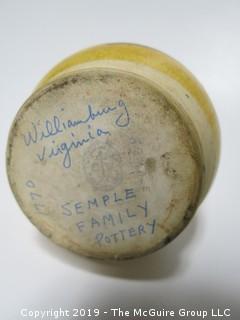 Williamsburg
Virginia
SEMPLE
FAMILY
POTTERY
Copyright 2019 - The McGuire Group LLC